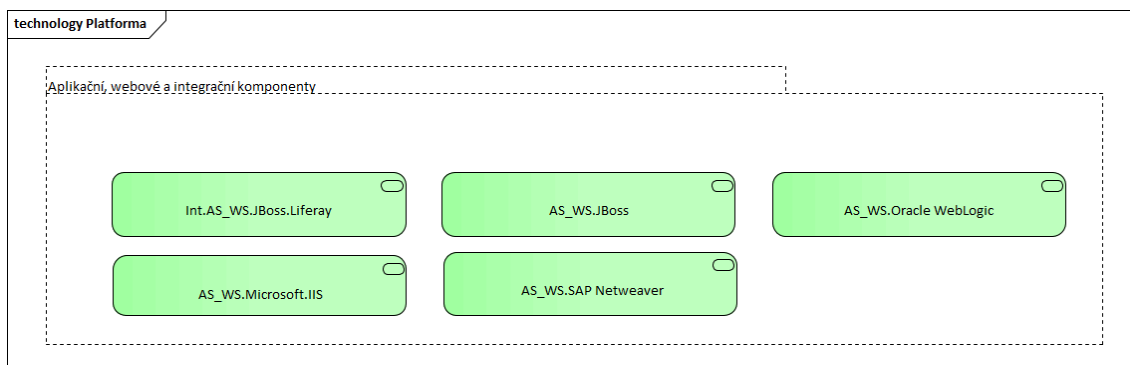 technology Platforma
Aplikační, webové a integrační komponenty
Int.AS_WS.JBoss.Liferay
AS_WS.JBoss
AS_WS.Oracle WebLogic
AS_WS.Microsoft.IIS
AS_WS.SAP Netweaver